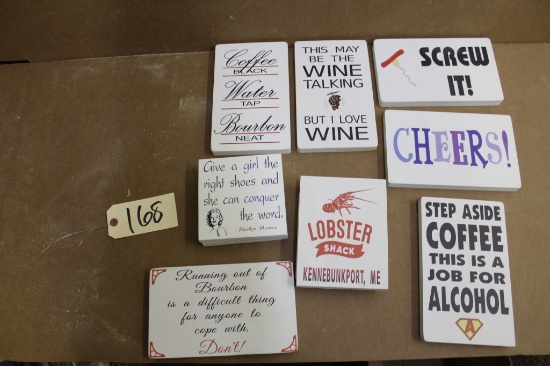 Coffee
BLACK
Water
TAP
Bourbon
NEAT
THIS MAY
BE THE
WINE
TALKING
BUT I LOVE
WINE
SCREW
IT!
CHEERS!
Give a girl the
right shoes and
she can conquer
the word.
-Marilyn Monroe
168
LOBSTER
SHACK
KENNEBUNKPORT, ME
STEP ASIDE
COFFEE
THIS IS A
JOB FOR
ALCOHOL
A
Running out of
Bourbon
is a difficult thing
for anyone to
cope with.
Don't!